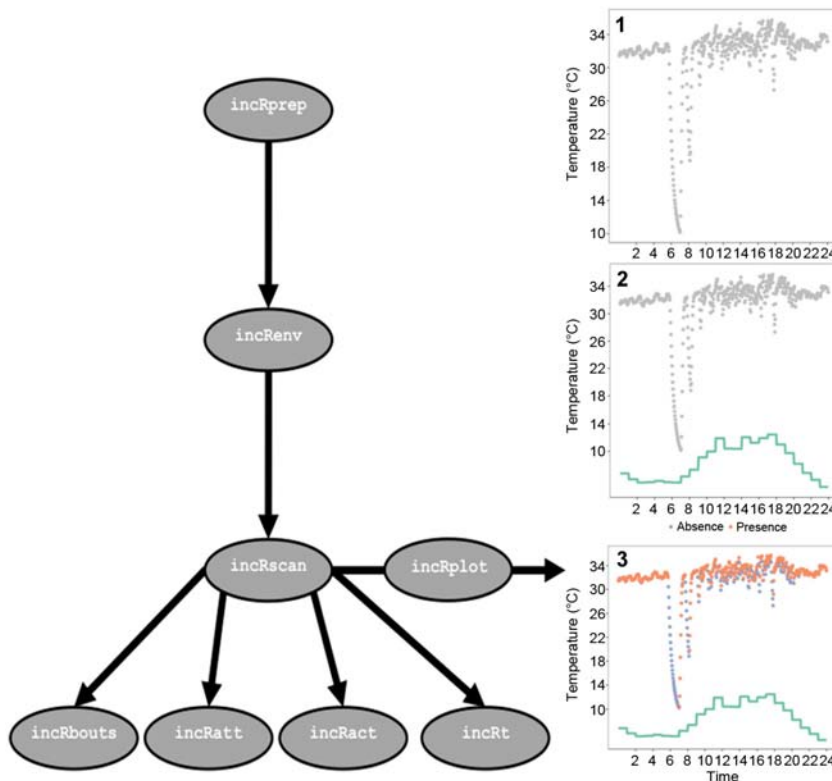 incRprep
incRenv
incRscan
incRplot
incRbouts
incRatt
incRact
incRt
1
Temperature (°C)
34
30
26
22
18
14
10
2 4 6 8 10 12 14 16 18 20 22 24
2
Temperature (°C)
34
30
26
22
18
14
10
2 4 6 8 10 12 14 16 18 20 22 24
Absence Presence
3
Temperature (°C)
34
30
26
22
18
14
10
2 4 6 8 10 12 14 16 18 20 22 24
Time